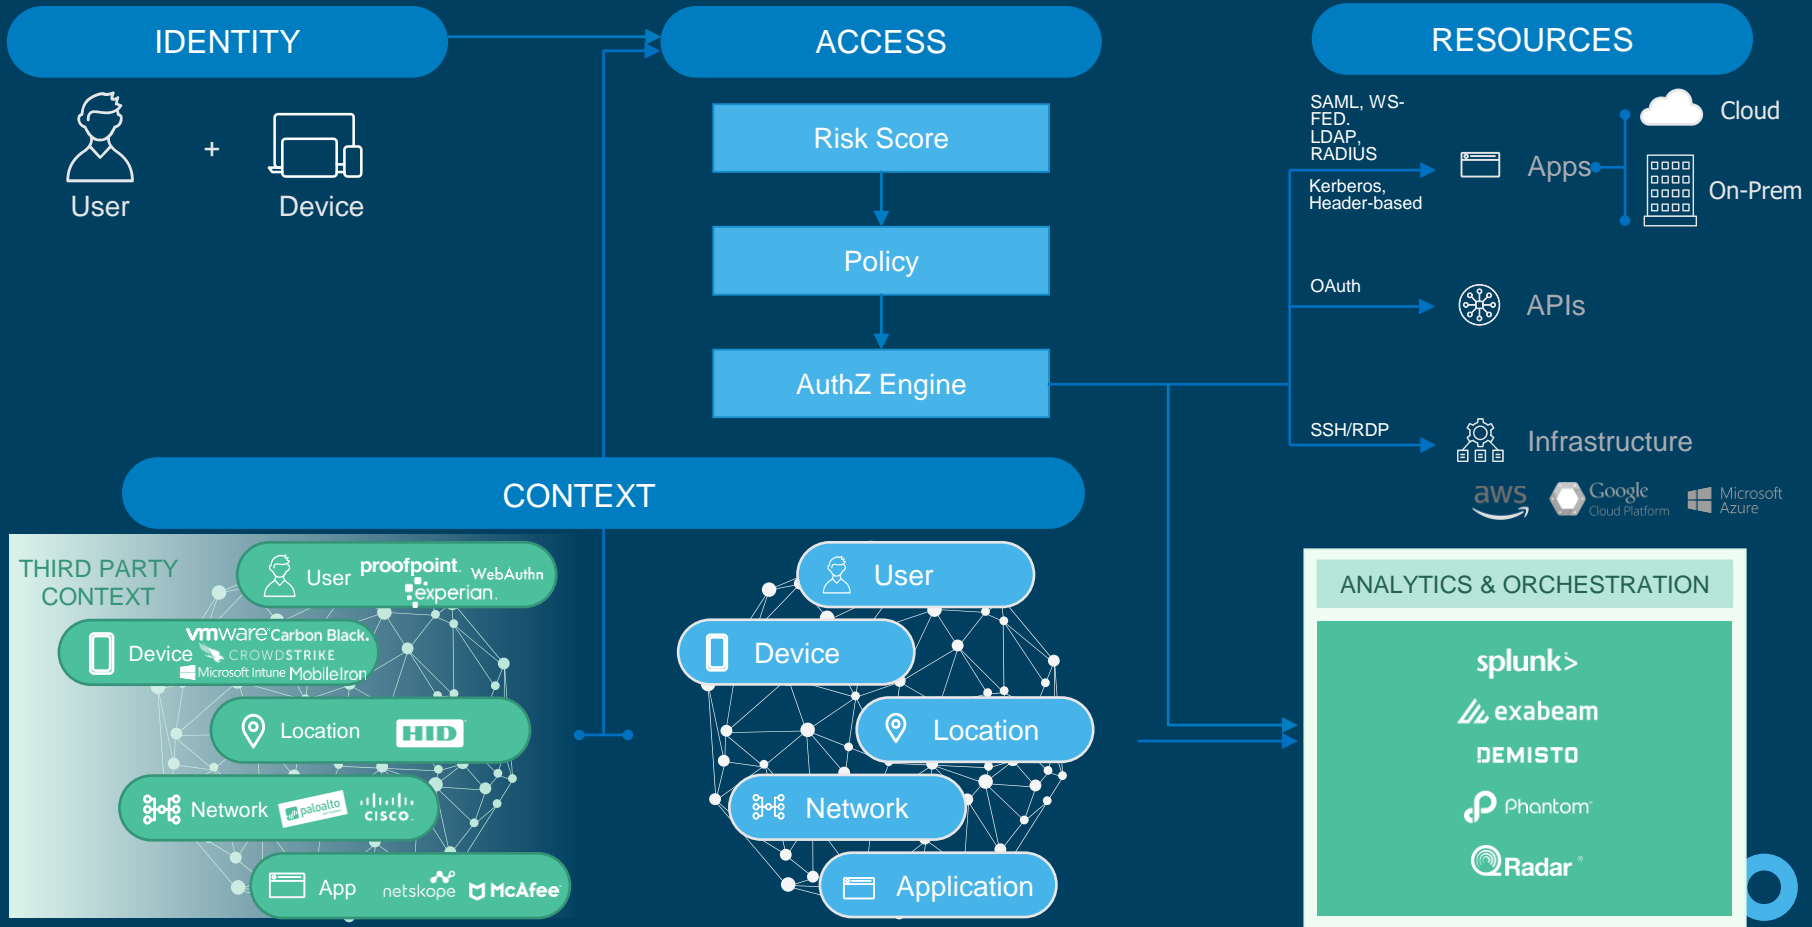 IDENTITY
ACCESS
RESOURCES
User
+
Device
Risk Score
Policy
AuthZ Engine
SAML, WS-
FED.
LDAP,
RADIUS
Kerberos,
Header-based
Apps
Cloud
On-Prem
OAuth
APIs
SSH/RDP
Infrastructure
aws
Google
Cloud Platform
Microsoft
Azure
CONTEXT
THIRD PARTY
CONTEXT
User
proofpoint.
WebAuthn
experian.
Device
vmware Carbon Black.
CROWDSTRIKE
Microsoft Intune MobileIron
Location
HID
Network
paloalto
CISCO.
App
netskope
McAfee
User
Device
Location
Network
Application
ANALYTICS & ORCHESTRATION
splunk>
exabeam
DEMISTO
Phantom
QRadar